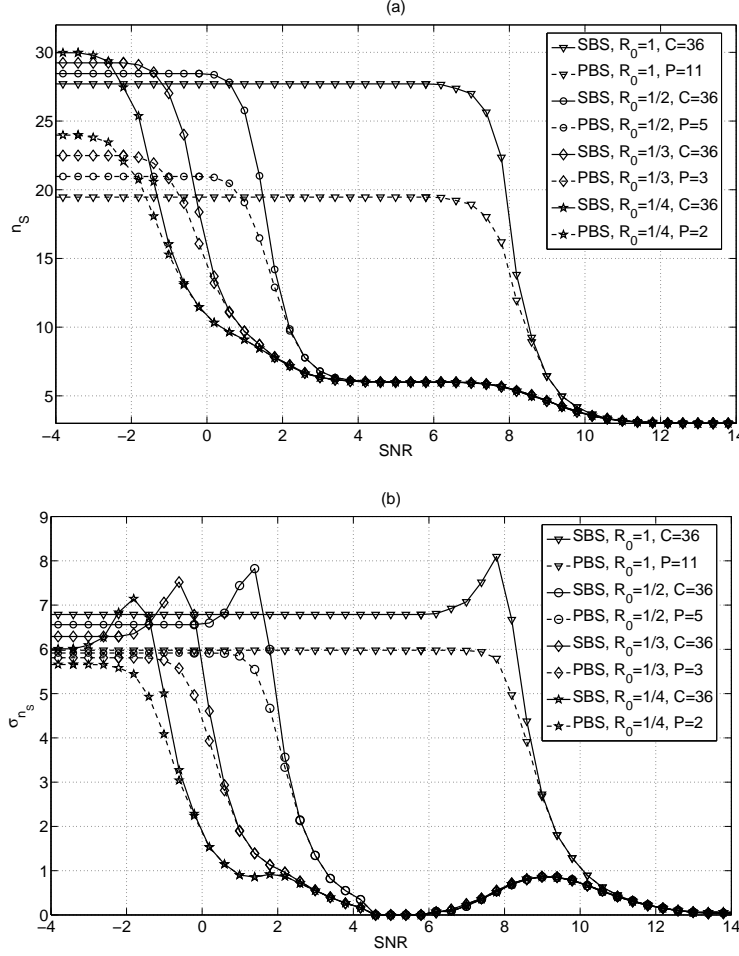 (a)
30
25
20
15
10
5
n_S
−4 −2 0 2 4 6 8 10 12 14
SNR
SBS, R_0=1, C=36
PBS, R_0=1, P=11
SBS, R_0=1/2, C=36
PBS, R_0=1/2, P=5
SBS, R_0=1/3, C=36
PBS, R_0=1/3, P=3
SBS, R_0=1/4, C=36
PBS, R_0=1/4, P=2
(b)
9
8
7
6
5
4
3
2
1
0
σ_{n_S}
−4 −2 0 2 4 6 8 10 12 14
SNR
SBS, R_0=1, C=36
PBS, R_0=1, P=11
SBS, R_0=1/2, C=36
PBS, R_0=1/2, P=5
SBS, R_0=1/3, C=36
PBS, R_0=1/3, P=3
SBS, R_0=1/4, C=36
PBS, R_0=1/4, P=2